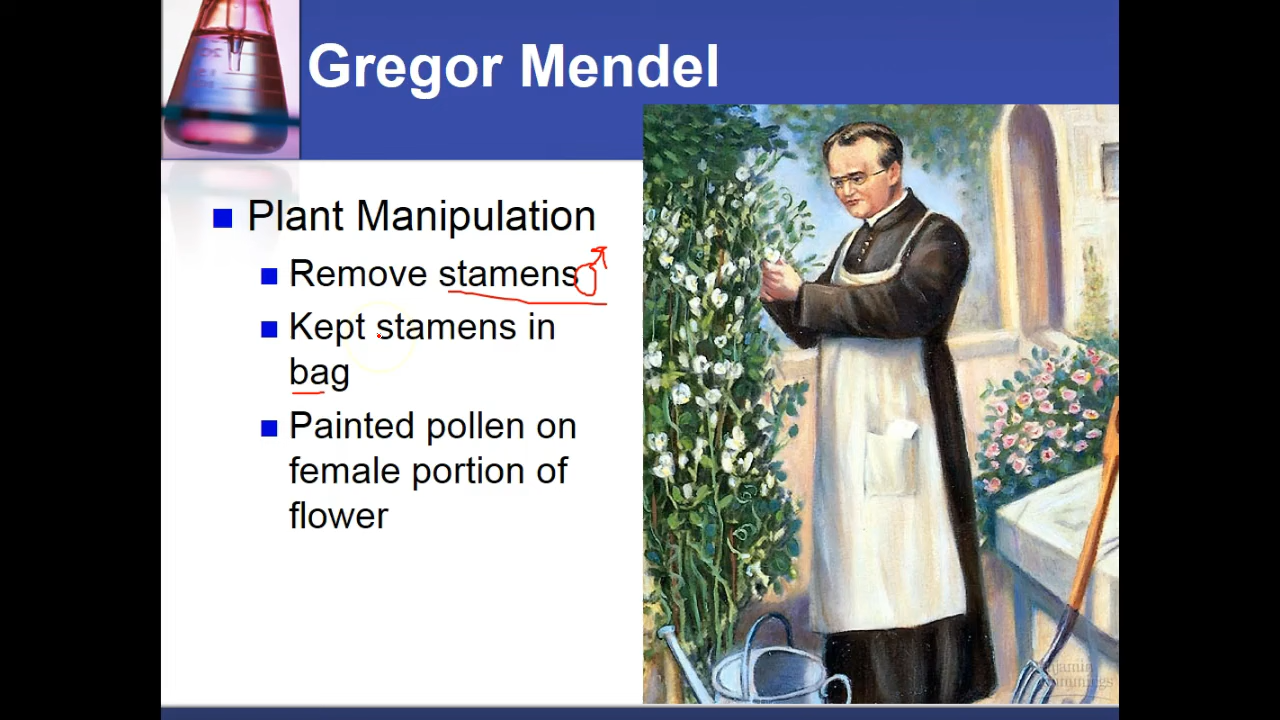 Gregor Mendel
Plant Manipulation
Remove stamens♂
Kept stamens in
bag
Painted pollen on
female portion of
flower